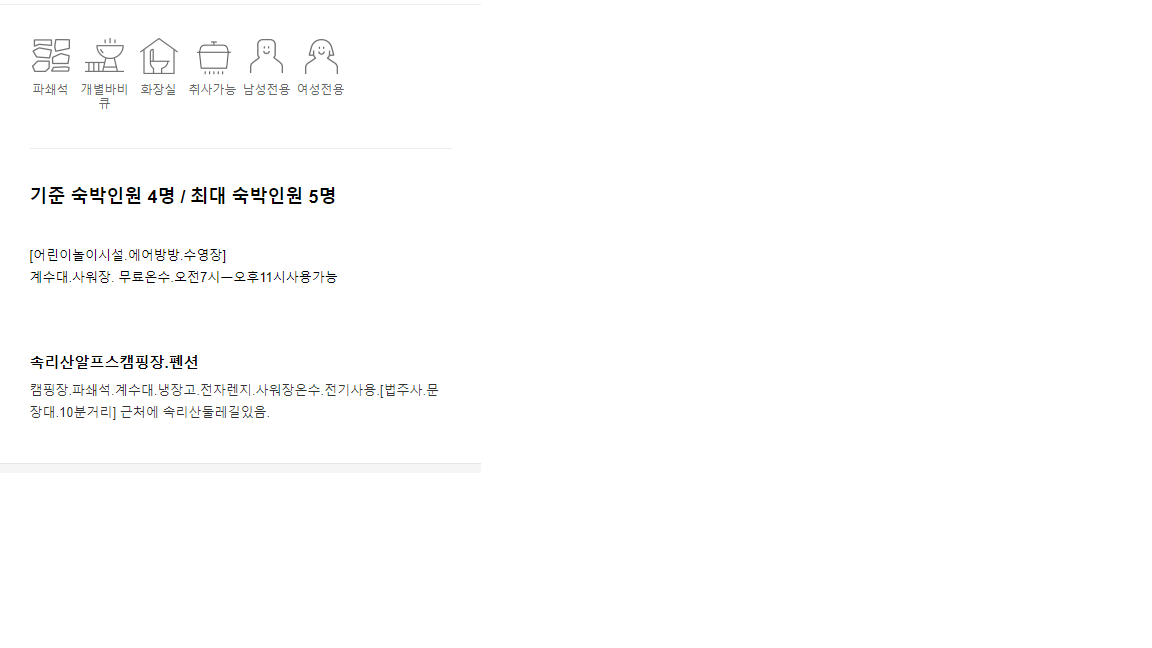 파쇄석 개별바비큐 화장실 취사가능 남성전용 여성전용
기준 숙박인원 4명 / 최대 숙박인원 5명
[어린이놀이시설.에어방방.수영장]
계수대.사워장. 무료온수.오전7시ㅡ오후11시사용가능
속리산알프스캠핑장.펜션
캠핑장.파쇄석.계수대.냉장고.전자렌지.사워장온수.전기사용.[법주사.문
장대.10분거리] 근처에 속리산둘레길있음.